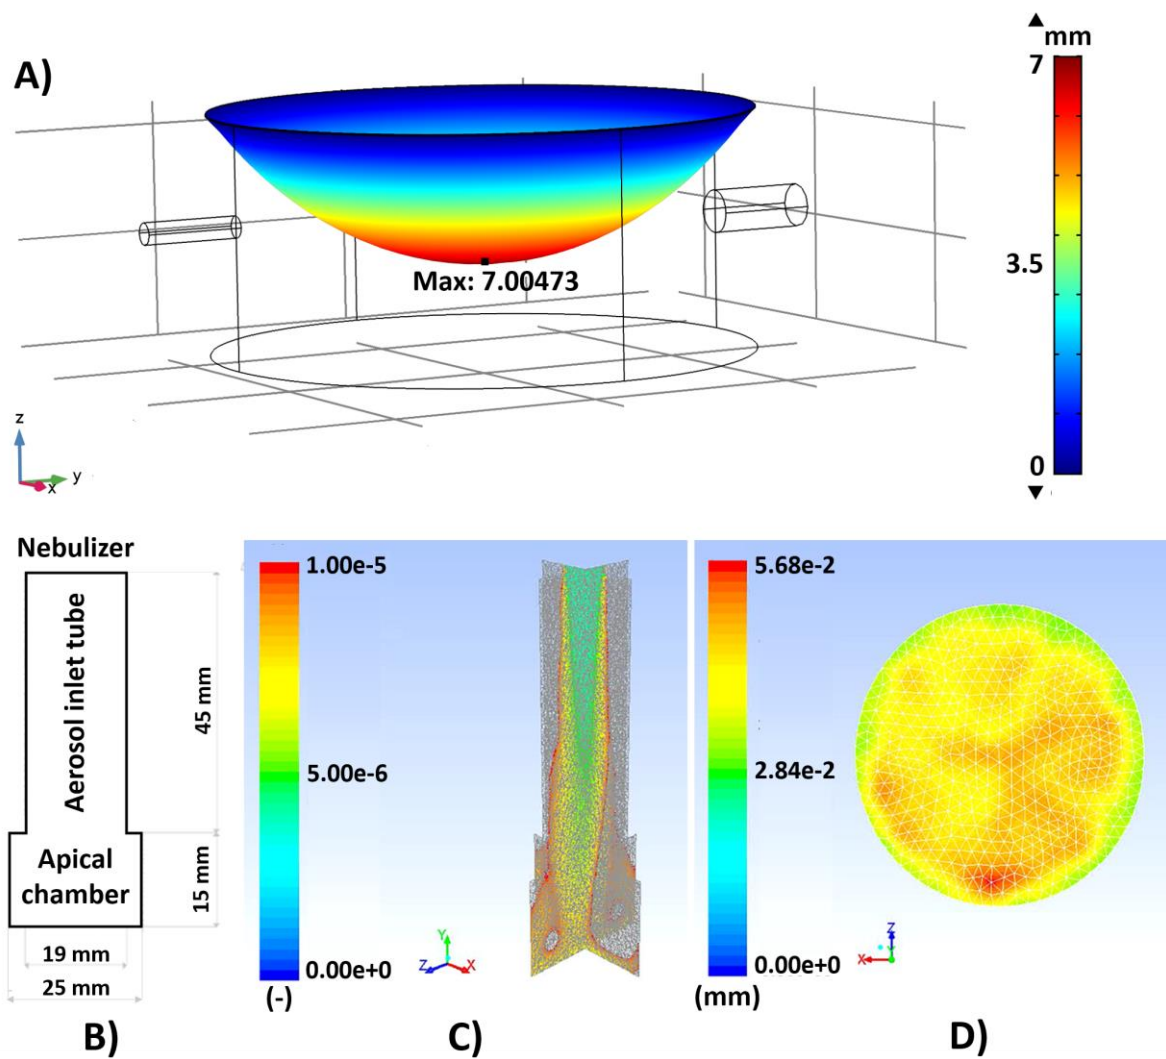 A)
mm
7
3.5
0
Max: 7.00473
z
y
x
Nebulizer
Aerosol inlet tube
Apical
chamber
45 mm
15 mm
19 mm
25 mm
B)
1.00e-5
5.00e-6
0.00e+0
(-)
Y
Z
X
C)
5.68e-2
2.84e-2
0.00e+0
(mm)
Z
X
Y
D)